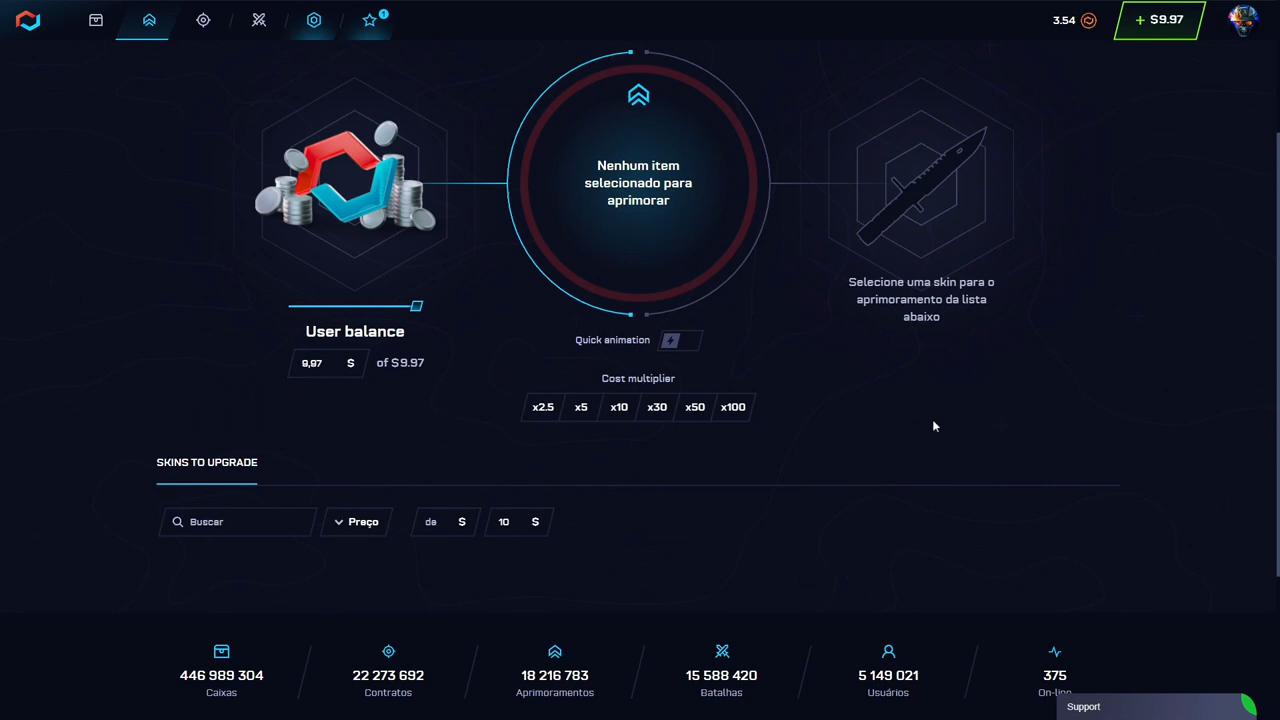 1
3.54
+ $9.97
Nenhum item
selecionado para
aprimorar
Selecione uma skin para o
aprimoramento da lista
abaixo
User balance
9,97 $ of $9.97
Quick animation
Cost multiplier
x2.5 x5 x10 x30 x50 x100
SKINS TO UPGRADE
Buscar Preço de $ 10 $
446 989 304 22 273 692 18 216 783 15 588 420 5 149 021 375
Caixas Contratos Aprimoramentos Batalhas Usuários On-line
Support